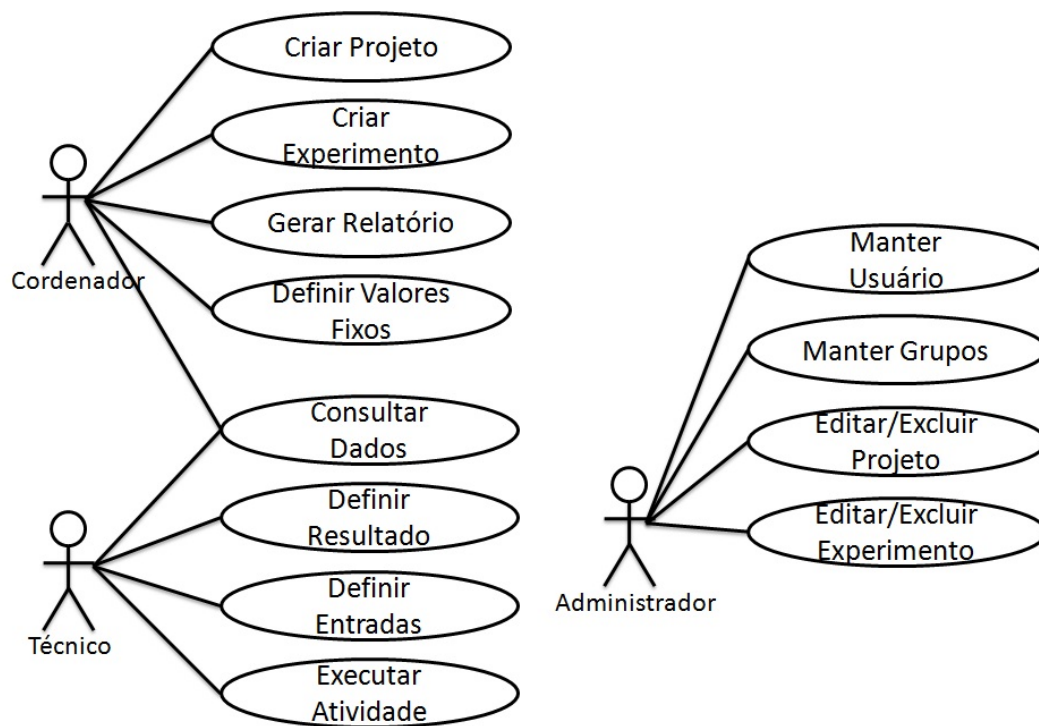 Criar Projeto
Criar
Experimento
Gerar Relatório
Cordenador
Definir Valores
Fixos
Consultar
Dados
Definir
Resultado
Técnico
Definir
Entradas
Executar
Atividade
Manter
Usuário
Manter Grupos
Editar/Excluir
Projeto
Editar/Excluir
Experimento
Administrador